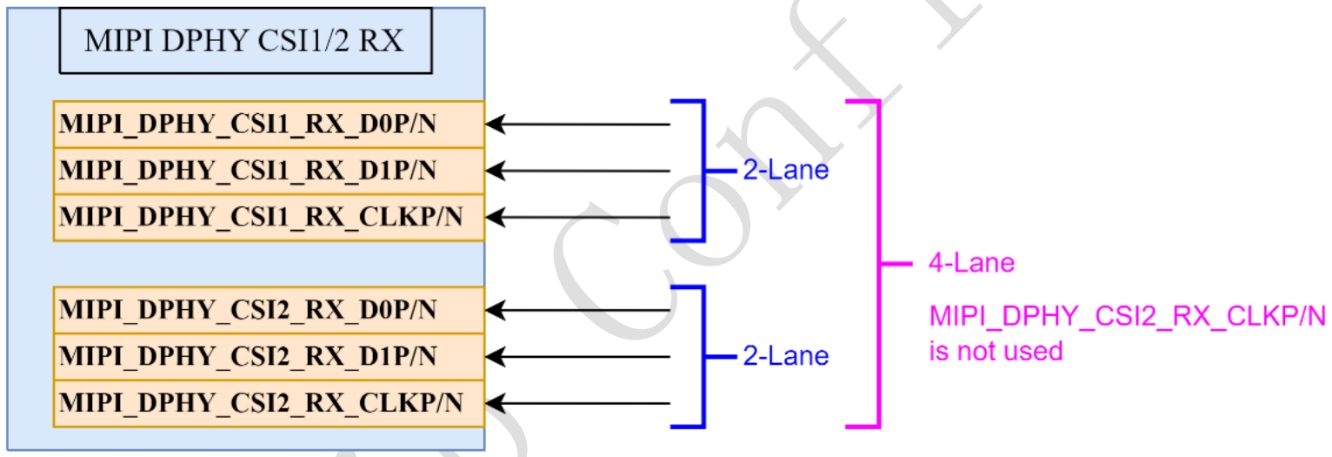 MIPI DPHY CSI1/2 RX
MIPI_DPHY_CSI1_RX_D0P/N
MIPI_DPHY_CSI1_RX_D1P/N
MIPI_DPHY_CSI1_RX_CLKP/N
2-Lane
MIPI_DPHY_CSI2_RX_D0P/N
MIPI_DPHY_CSI2_RX_D1P/N
MIPI_DPHY_CSI2_RX_CLKP/N
2-Lane
4-Lane
MIPI_DPHY_CSI2_RX_CLKP/N
is not used